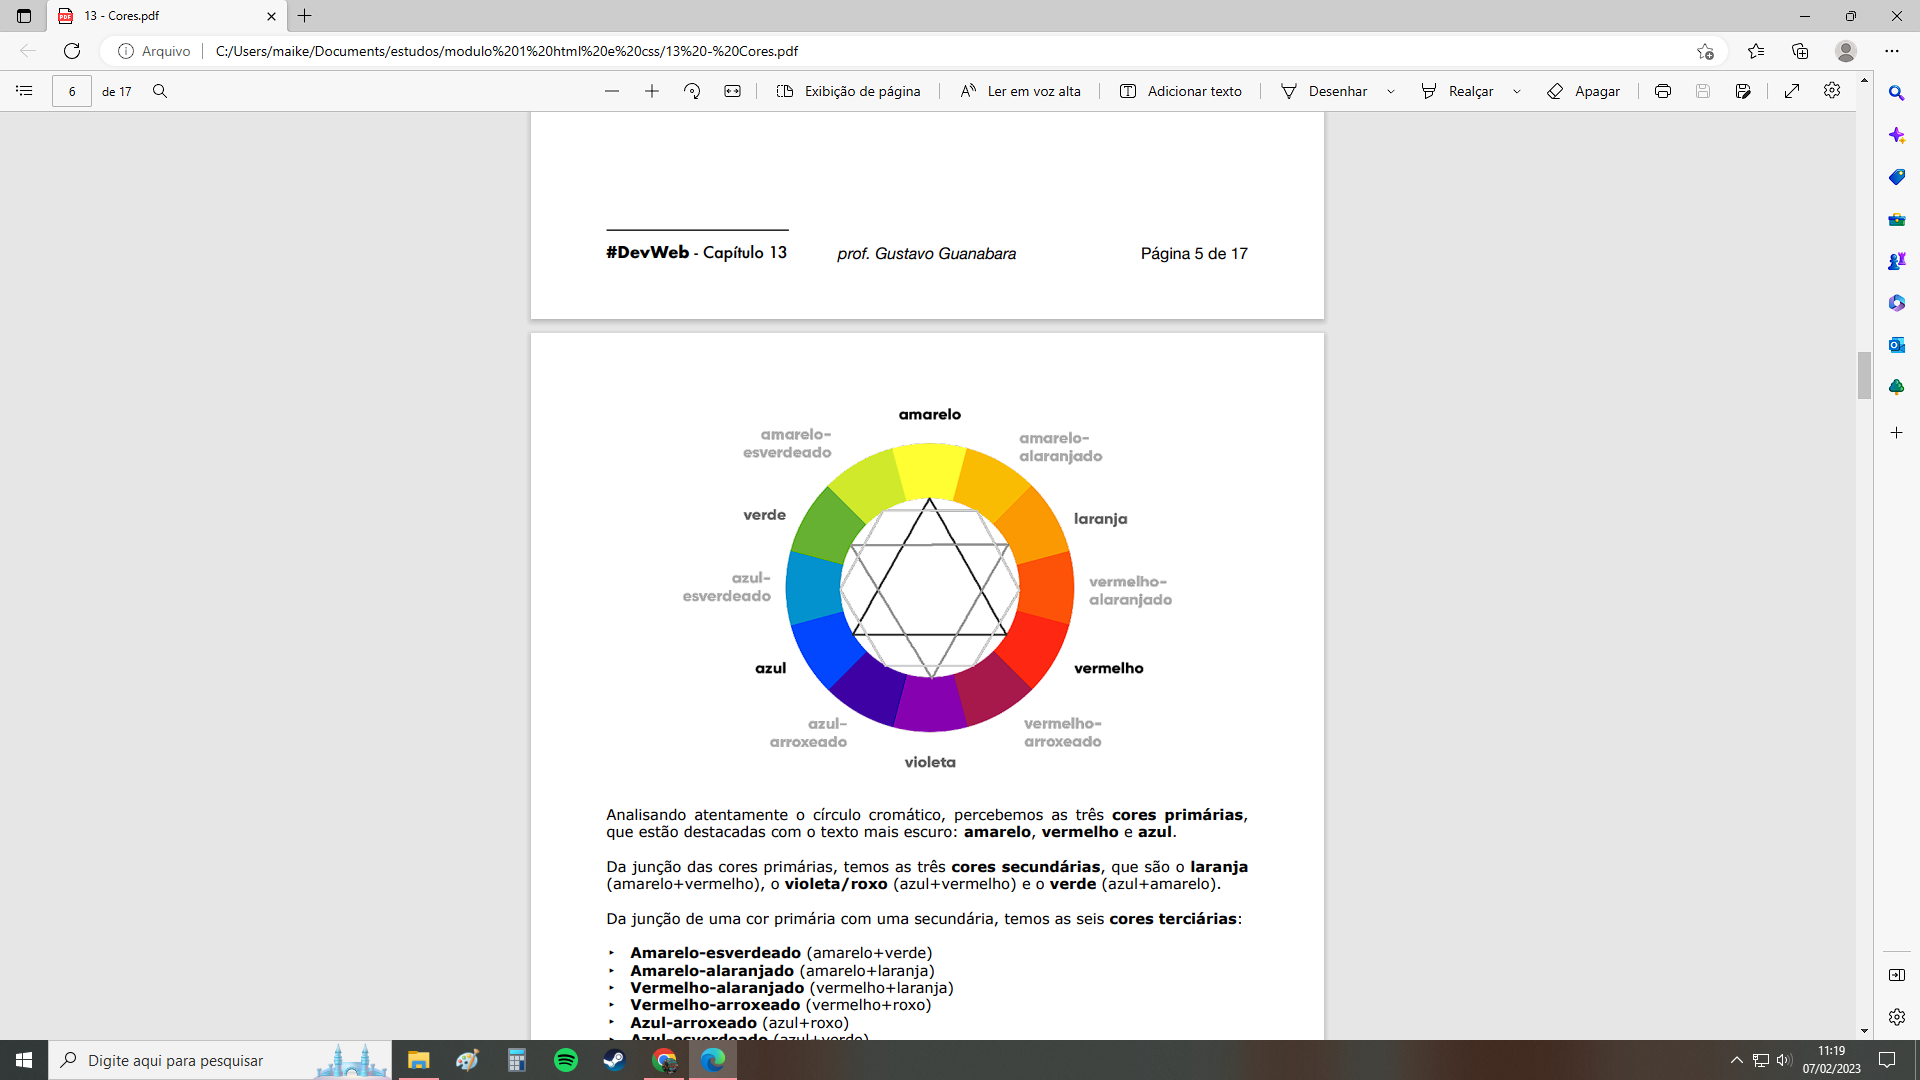 13 - Cores.pdf
Arquivo
C:/Users/maike/Documents/estudos/modulo%201%20html%20e%20css/13%20-%20Cores.pdf
6 de 17
Exibição de página
Ler em voz alta
Adicionar texto
Desenhar
Realçar
Apagar
#DevWeb - Capítulo 13
prof. Gustavo Guanabara
Página 5 de 17
amarelo
amarelo-
esverdeado
amarelo-
alaranjado
verde
laranja
azul-
esverdeado
vermelho-
alaranjado
azul
vermelho
azul-
arroxeado
vermelho-
arroxeado
violeta
Analisando atentamente o círculo cromático, percebemos as três cores primárias,
que estão destacadas com o texto mais escuro: amarelo, vermelho e azul.
Da junção das cores primárias, temos as três cores secundárias, que são o laranja
(amarelo+vermelho), o violeta/roxo (azul+vermelho) e o verde (azul+amarelo).
Da junção de uma cor primária com uma secundária, temos as seis cores terciárias:
‣ Amarelo-esverdeado (amarelo+verde)
‣ Amarelo-alaranjado (amarelo+laranja)
‣ Vermelho-alaranjado (vermelho+laranja)
‣ Vermelho-arroxeado (vermelho+roxo)
‣ Azul-arroxeado (azul+roxo)
‣ Azul-esverdeado (azul+verde)
Digite aqui para pesquisar
11:19
07/02/2023